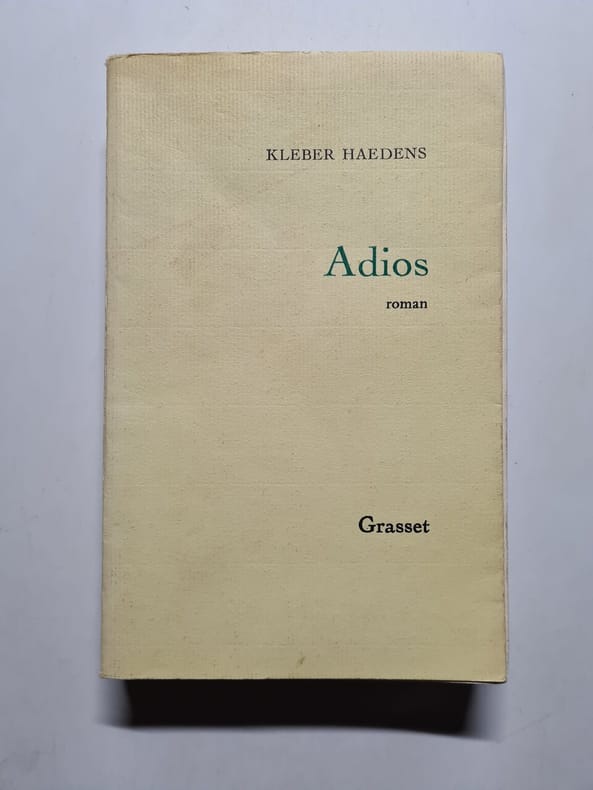 KLEBER HAEDENS
Adios
roman
Grasset